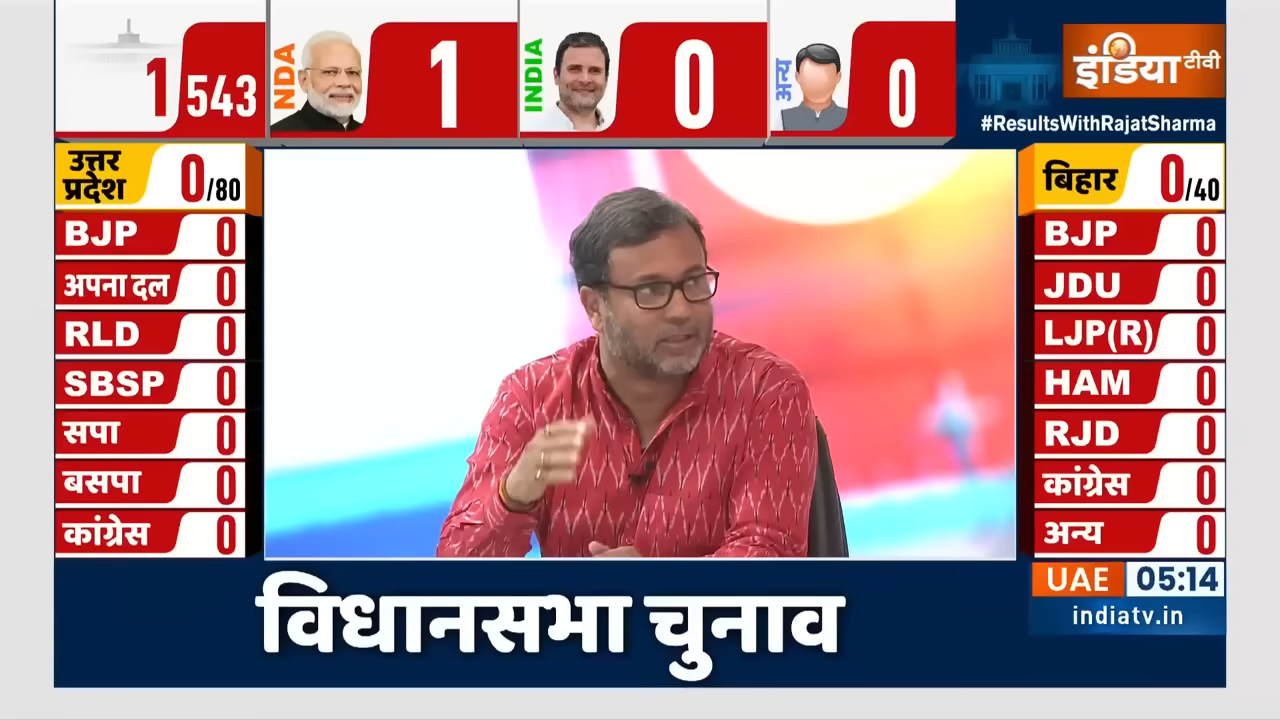 1 543
NDA 1
INDIA 0
अन्य 0
इंडिया टीवी
#ResultsWithRajatSharma
उत्तर प्रदेश 0/80
BJP 0
अपना दल 0
RLD 0
SBSP 0
सपा 0
बसपा 0
कांग्रेस 0
बिहार 0/40
BJP 0
JDU 0
LJP(R) 0
HAM 0
RJD 0
कांग्रेस 0
अन्य 0
UAE 05:14
indiatv.in
विधानसभा चुनाव